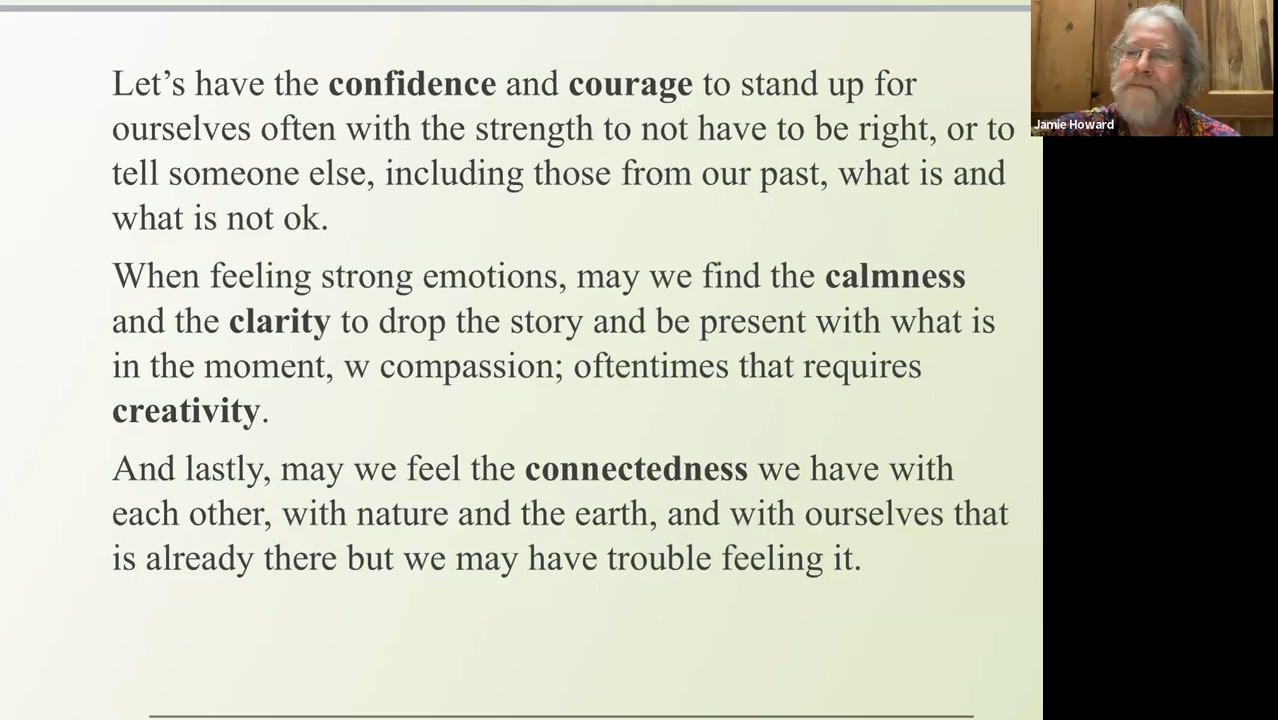 Let’s have the confidence and courage to stand up for
ourselves often with the strength to not have to be right, or to
tell someone else, including those from our past, what is and
what is not ok.
When feeling strong emotions, may we find the calmness
and the clarity to drop the story and be present with what is
in the moment, w compassion; oftentimes that requires
creativity.
And lastly, may we feel the connectedness we have with
each other, with nature and the earth, and with ourselves that
is already there but we may have trouble feeling it.
Jamie Howard